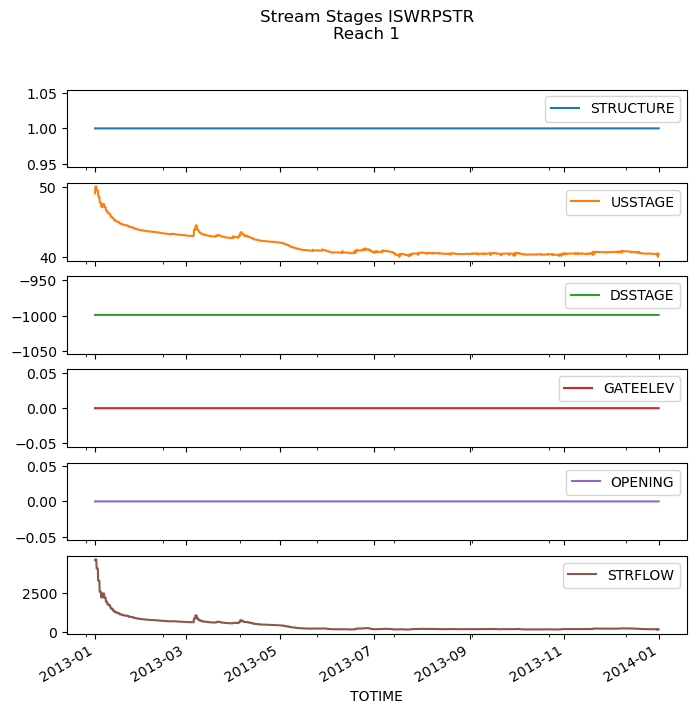 Stream Stages ISWRPSTR
Reach 1
1.05
1.00
0.95
STRUCTURE
50
40
USSTAGE
−950
−1000
−1050
DSSTAGE
0.05
0.00
−0.05
GATEELEV
0.05
0.00
−0.05
OPENING
2500
0
STRFLOW
2013-01
2013-03
2013-05
2013-07
2013-09
2013-11
2014-01
TOTIME